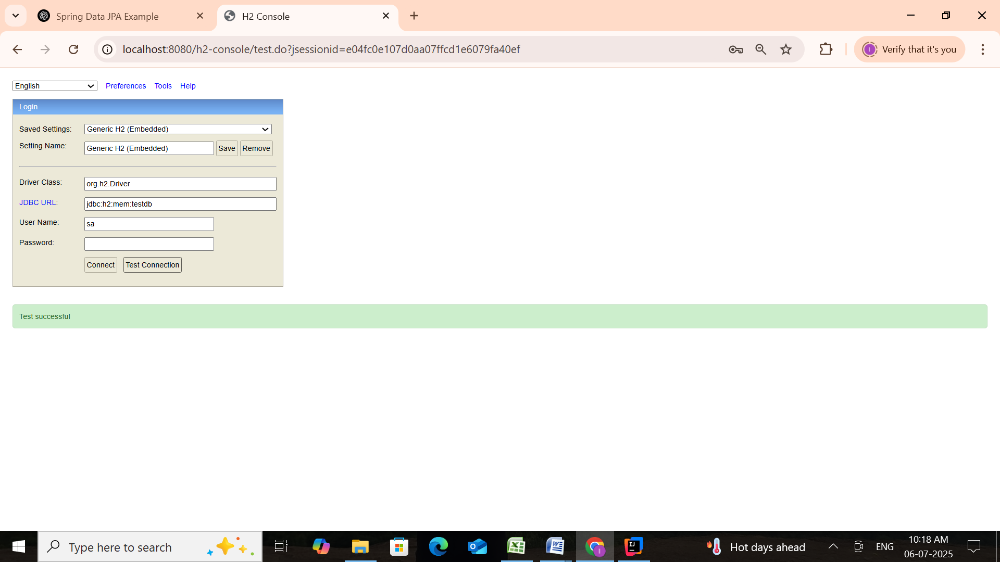 Spring Data JPA Example
H2 Console
localhost:8080/h2-console/test.do?jsessionid=e04fc0e107d0aa07ffcd1e6079fa40ef
I
Verify that it's you
English Preferences Tools Help
Login
Saved Settings: Generic H2 (Embedded)
Setting Name: Generic H2 (Embedded) Save Remove
Driver Class: org.h2.Driver
JDBC URL: jdbc:h2:mem:testdb
User Name: sa
Password:
Connect Test Connection
Test successful
Type here to search
I
IJ
Hot days ahead
ENG
10:18 AM
06-07-2025